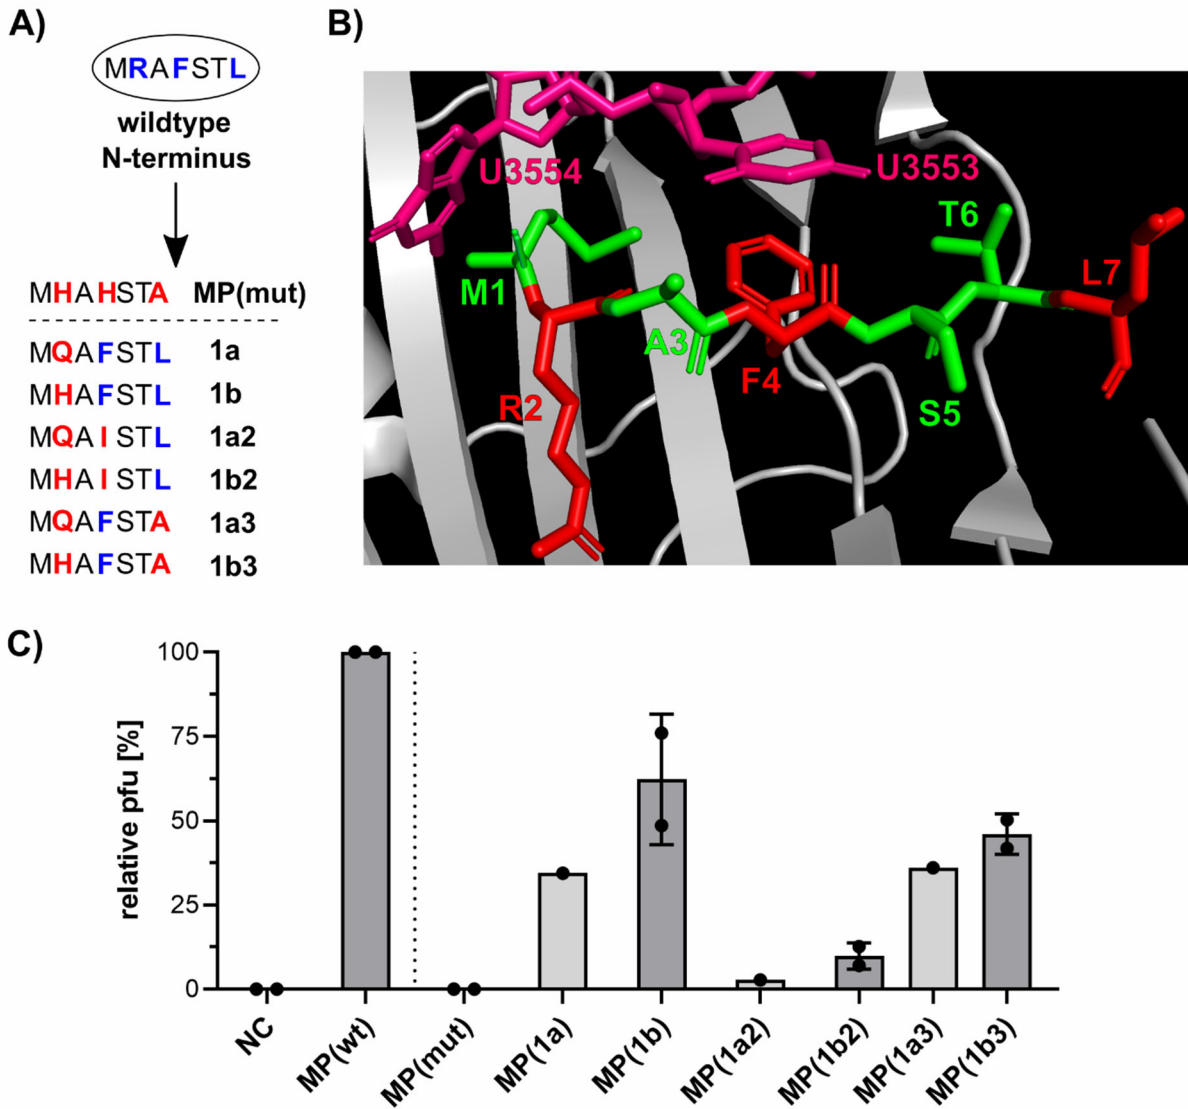 A)
MRAFSTL
wildtype
N-terminus
MHAHSTA MP(mut)
MQAFSTL 1a
MHAFSTL 1b
MQAISTL 1a2
MHAISTL 1b2
MQAFSTA 1a3
MHAFSTA 1b3
B)
U3554
U3553
T6
L7
M1
A3
F4
R2
S5
C)
relative pfu [%]
100
75
50
25
0
NC
MP(wt)
MP(mut)
MP(1a)
MP(1b)
MP(1a2)
MP(1b2)
MP(1a3)
MP(1b3)